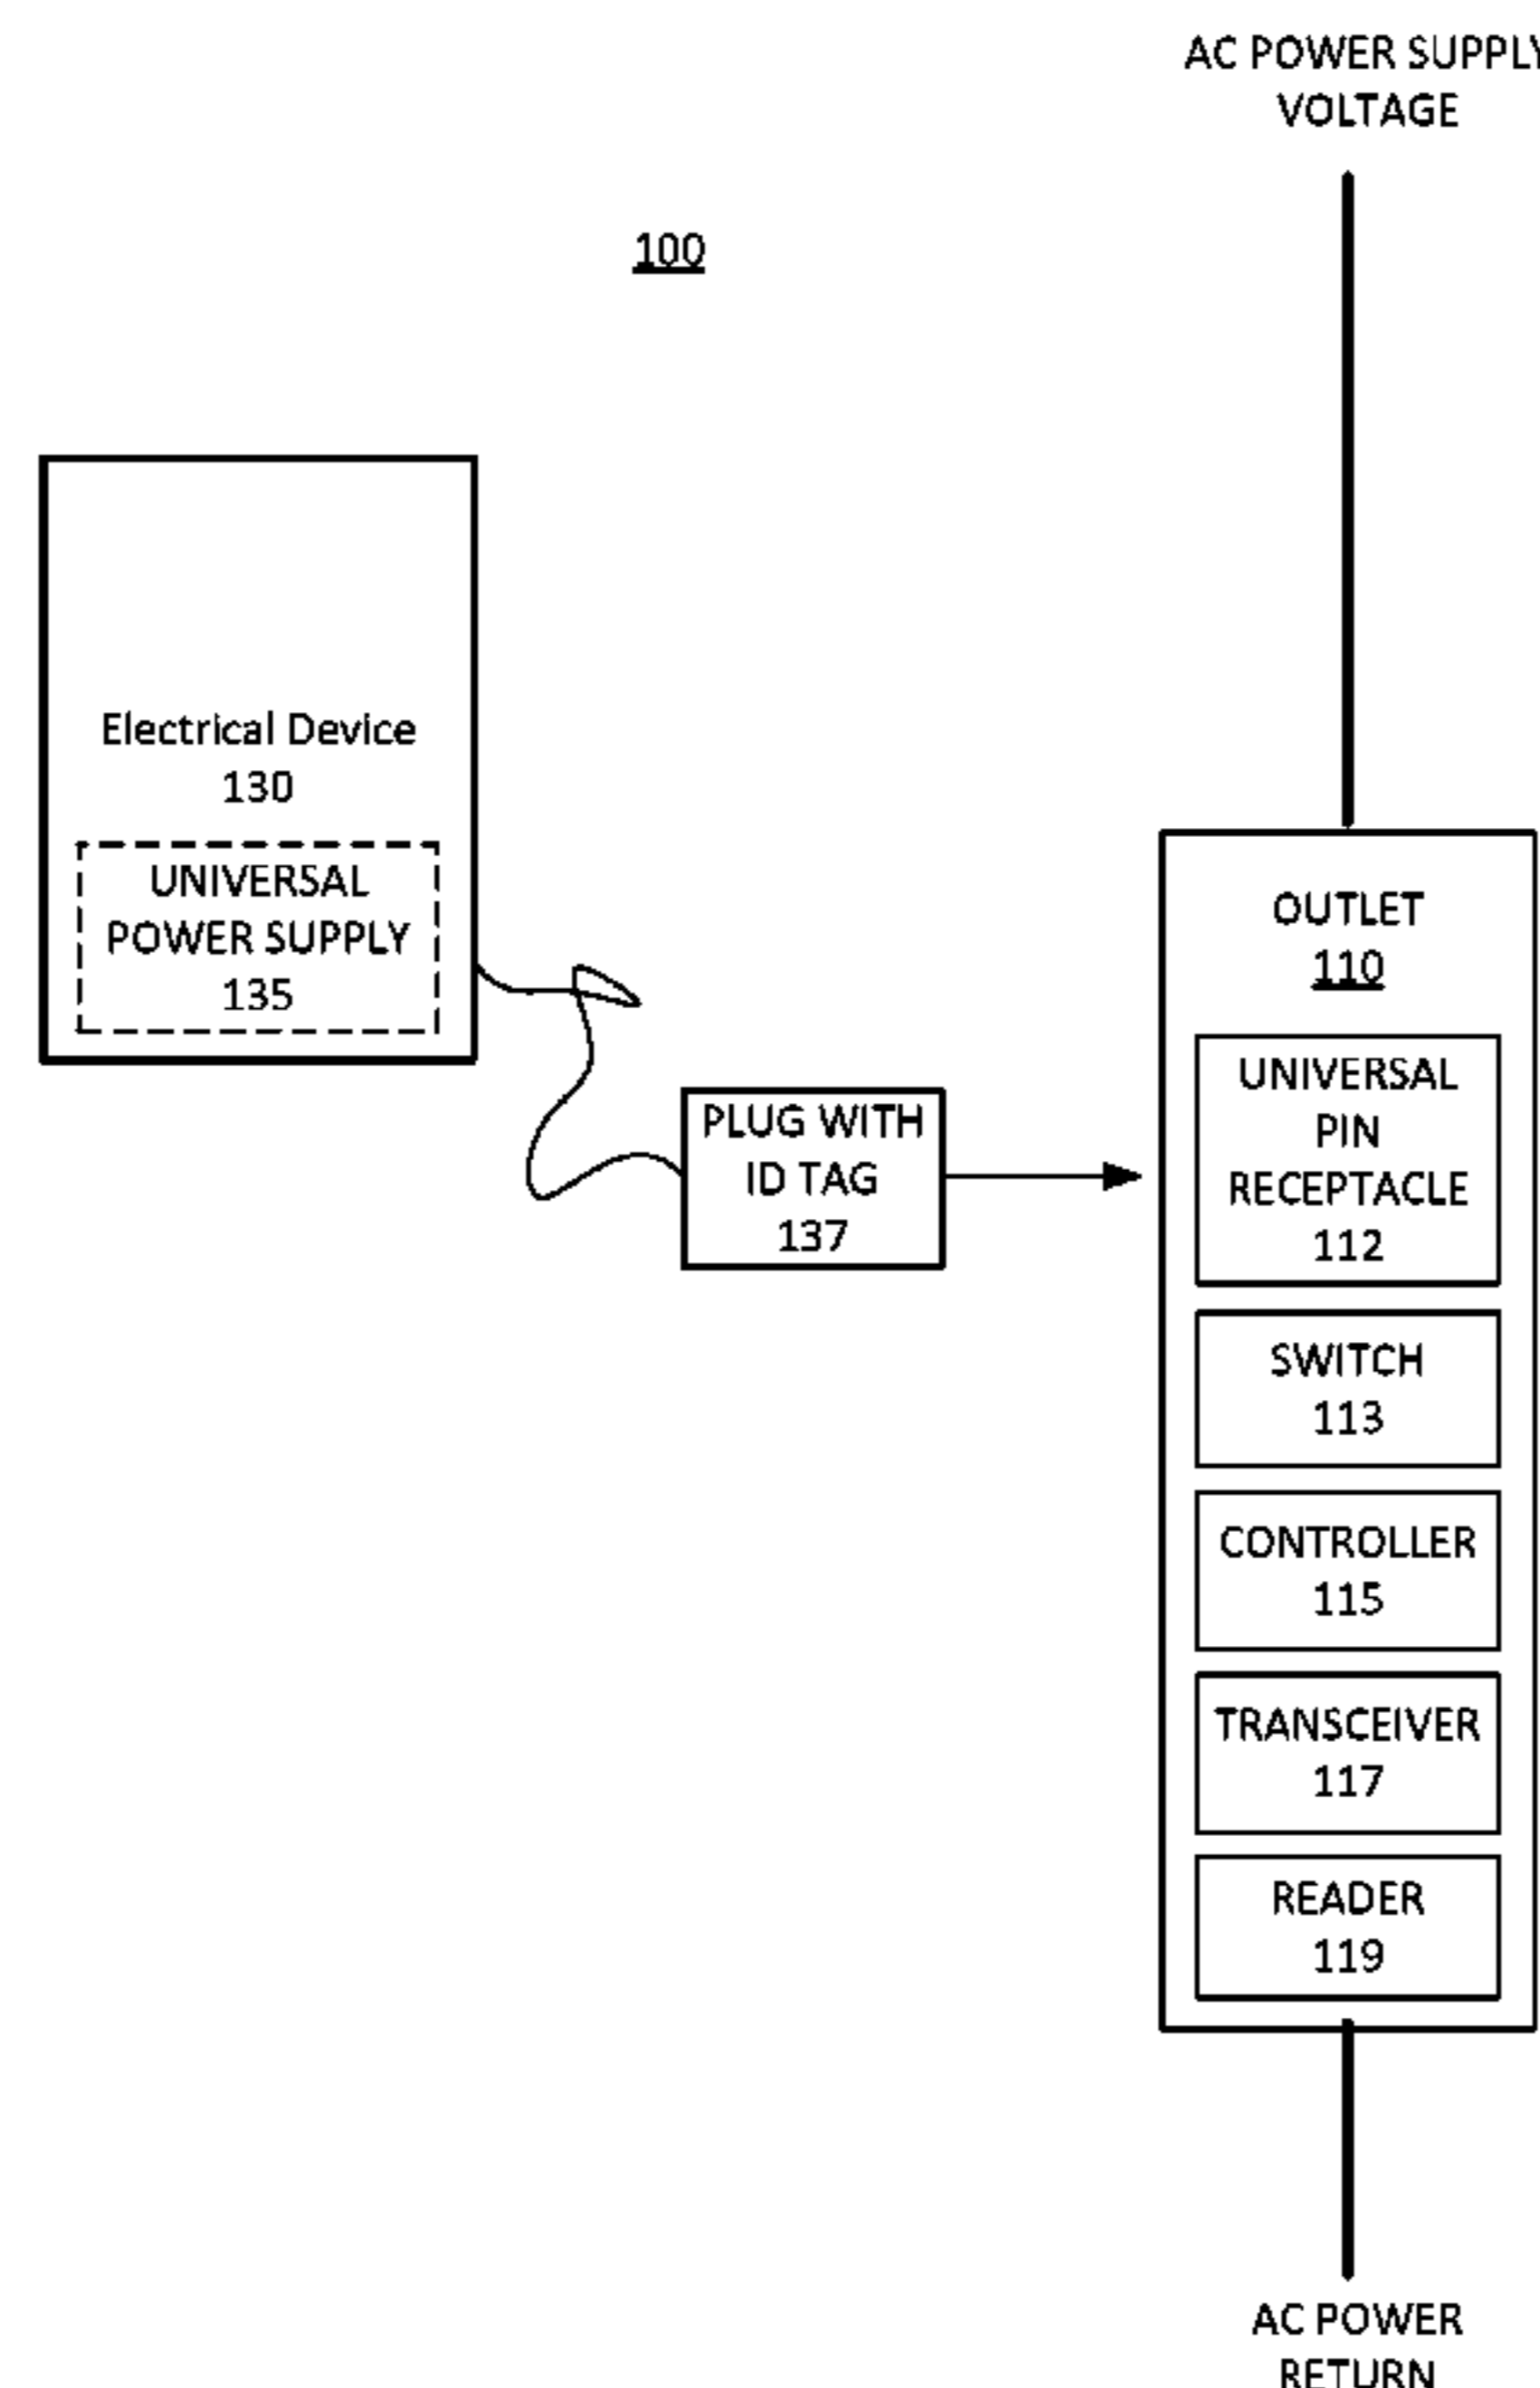 AC POWER SUPPLY
VOLTAGE
100
Electrical Device
130
UNIVERSAL
POWER SUPPLY
135
PLUG WITH
ID TAG
137
OUTLET
110
UNIVERSAL
PIN
RECEPTACLE
112
SWITCH
113
CONTROLLER
115
TRANSCEIVER
117
READER
119
AC POWER
RETURN